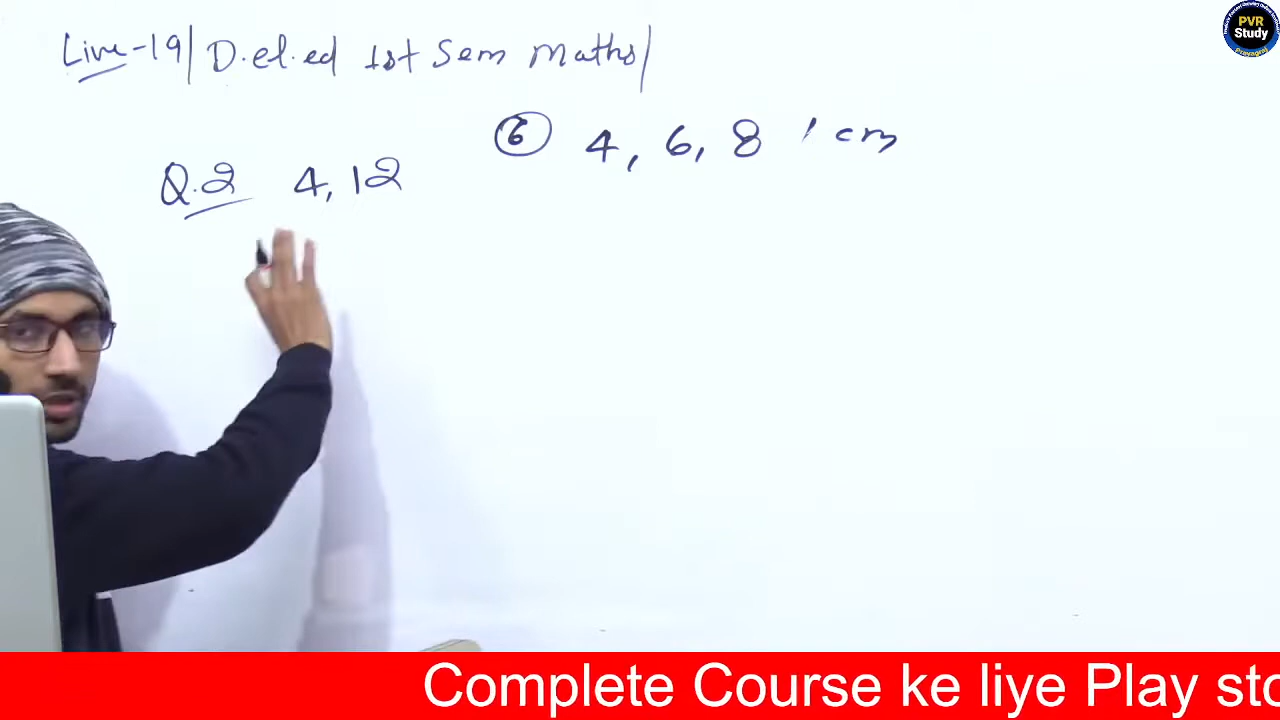 Live-19/ D.el.ed 1st Sem Maths/
⑥ 4, 6, 8 / cm
Q.2 4, 12
PVR
Study
Prayagraj
Complete Course ke liye Play sto